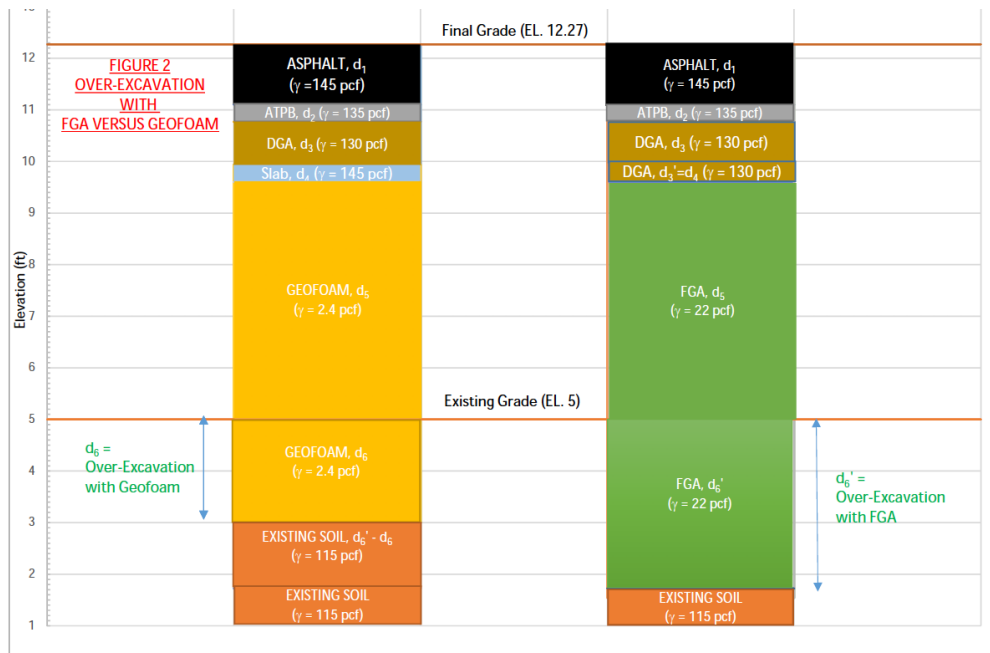 Final Grade (EL. 12.27)
FIGURE 2
OVER-EXCAVATION
WITH
FGA VERSUS GEOFOAM
12
11
10
9
8
7
6
5
4
3
2
1
Elevation (ft)
ASPHALT, d1
(γ =145 pcf)
ATPB, d2 (γ = 135 pcf)
DGA, d3 (γ = 130 pcf)
Slab, d4 (γ = 145 pcf)
GEOFOAM, d5
(γ = 2.4 pcf)
GEOFOAM, d6
(γ = 2.4 pcf)
EXISTING SOIL, d6' - d6
(γ = 115 pcf)
EXISTING SOIL
(γ = 115 pcf)
Existing Grade (EL. 5)
d6 =
Over-Excavation
with Geofoam
ASPHALT, d1
(γ = 145 pcf)
ATPB, d2 (γ = 135 pcf)
DGA, d3 (γ = 130 pcf)
DGA, d3'=d4 (γ = 130 pcf)
FGA, d5
(γ = 22 pcf)
FGA, d6'
(γ = 22 pcf)
EXISTING SOIL
(γ = 115 pcf)
d6' =
Over-Excavation
with FGA